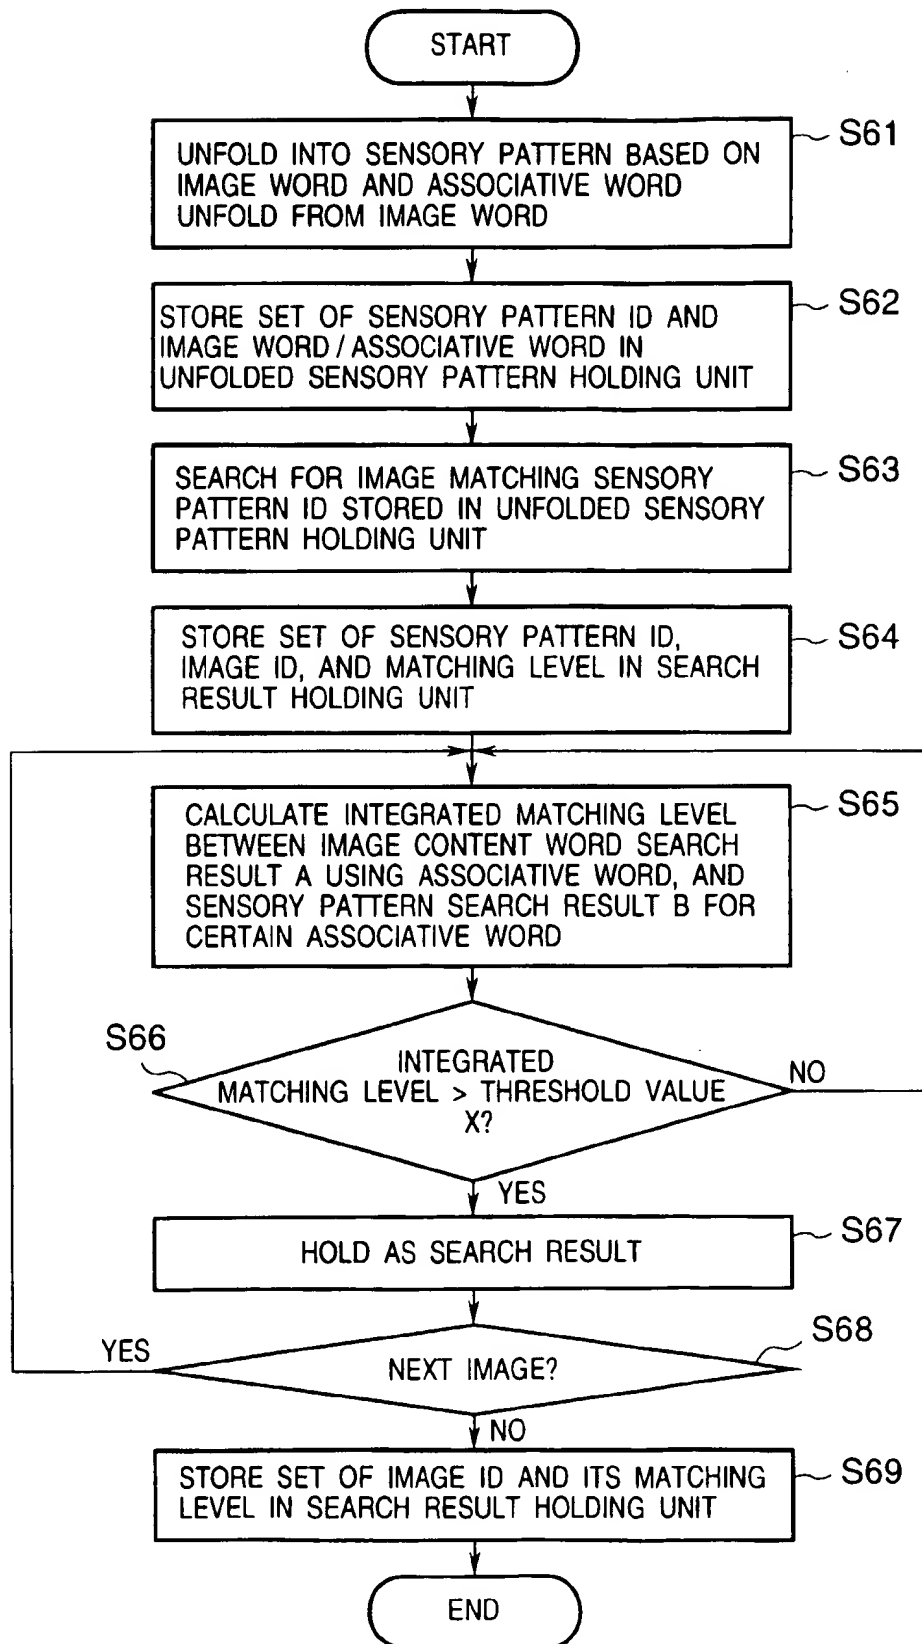 START
S61
UNFOLD INTO SENSORY PATTERN BASED ON
IMAGE WORD AND ASSOCIATIVE WORD
UNFOLD FROM IMAGE WORD
S62
STORE SET OF SENSORY PATTERN ID AND
IMAGE WORD / ASSOCIATIVE WORD IN
UNFOLDED SENSORY PATTERN HOLDING UNIT
S63
SEARCH FOR IMAGE MATCHING SENSORY
PATTERN ID STORED IN UNFOLDED SENSORY
PATTERN HOLDING UNIT
S64
STORE SET OF SENSORY PATTERN ID,
IMAGE ID, AND MATCHING LEVEL IN SEARCH
RESULT HOLDING UNIT
S65
CALCULATE INTEGRATED MATCHING LEVEL
BETWEEN IMAGE CONTENT WORD SEARCH
RESULT A USING ASSOCIATIVE WORD, AND
SENSORY PATTERN SEARCH RESULT B FOR
CERTAIN ASSOCIATIVE WORD
S66
INTEGRATED
MATCHING LEVEL > THRESHOLD VALUE
X?
NO
YES
S67
HOLD AS SEARCH RESULT
S68
YES
NEXT IMAGE?
NO
S69
STORE SET OF IMAGE ID AND ITS MATCHING
LEVEL IN SEARCH RESULT HOLDING UNIT
END